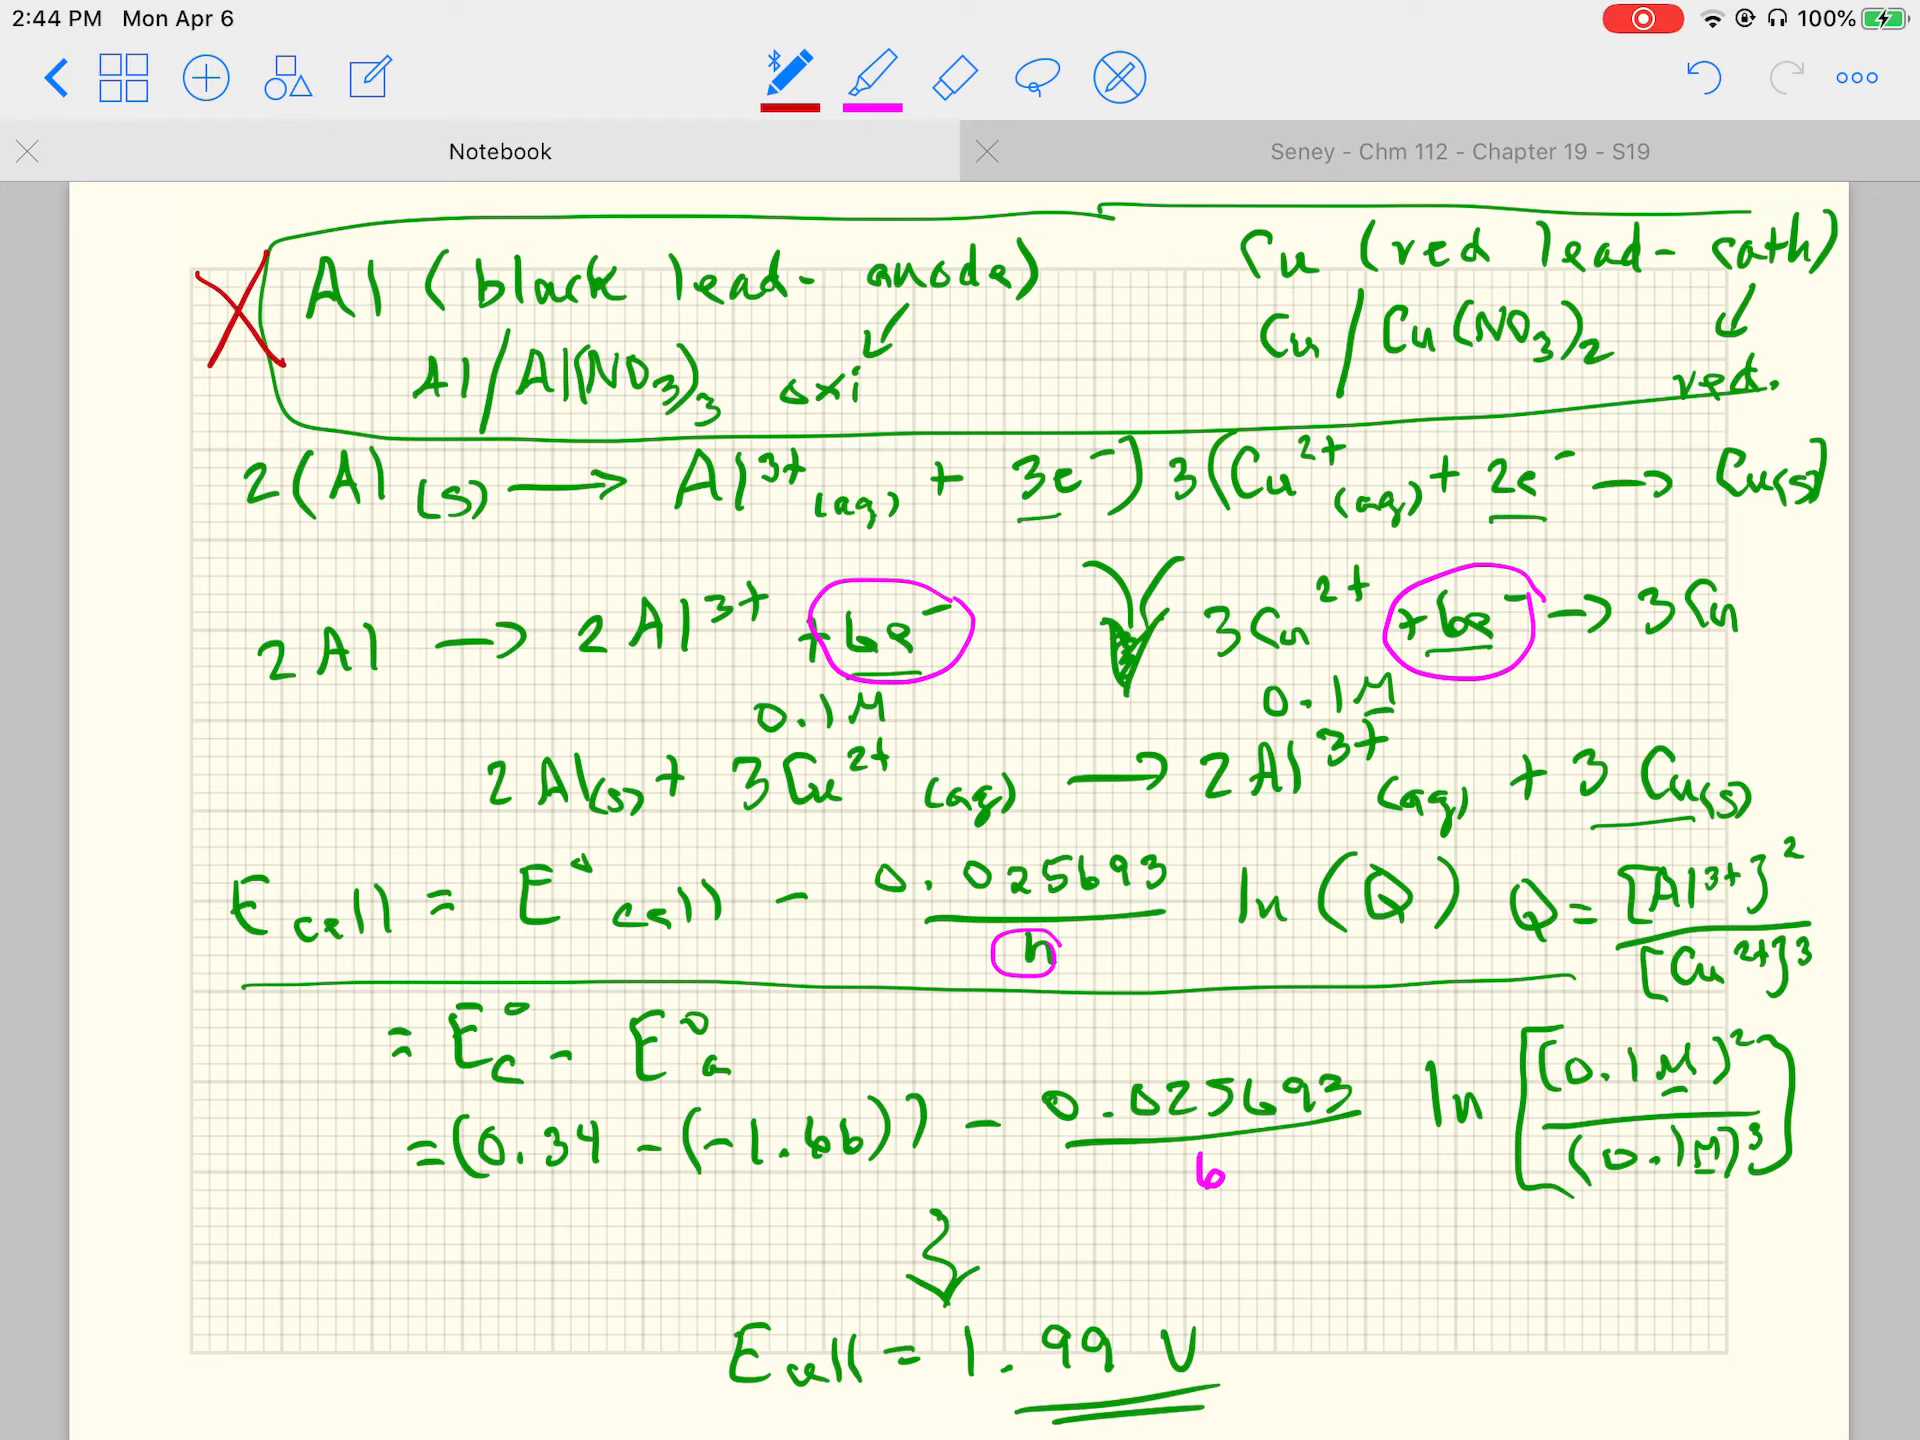 2:44 PM Mon Apr 6 100%
Notebook
Seney - Chm 112 - Chapter 19 - S19
Al (black lead- anode) Cu (red lead- cath)
Al/Al(NO₃)₃ oxi Cu/Cu(NO₃)₂ red.
2(Al (s) → Al³⁺ (aq) + 3e⁻) 3(Cu²⁺ (aq) + 2e⁻ → Cu(s))
2Al → 2Al³⁺ + 6e⁻ 3Cu²⁺ + 6e⁻ → 3Cu
0.1M 0.1M
2Al(s) + 3Cu²⁺ (aq) → 2Al³⁺ (aq) + 3 Cu(s)
E cell = E° cell - 0.025693/n ln (Q) Q = [Al³⁺]²/[Cu²⁺]³
= E°c - E°a
= (0.34 - (-1.66)) - 0.025693/6 ln [(0.1M)²/(0.1M)³]
E cell = 1.99 V